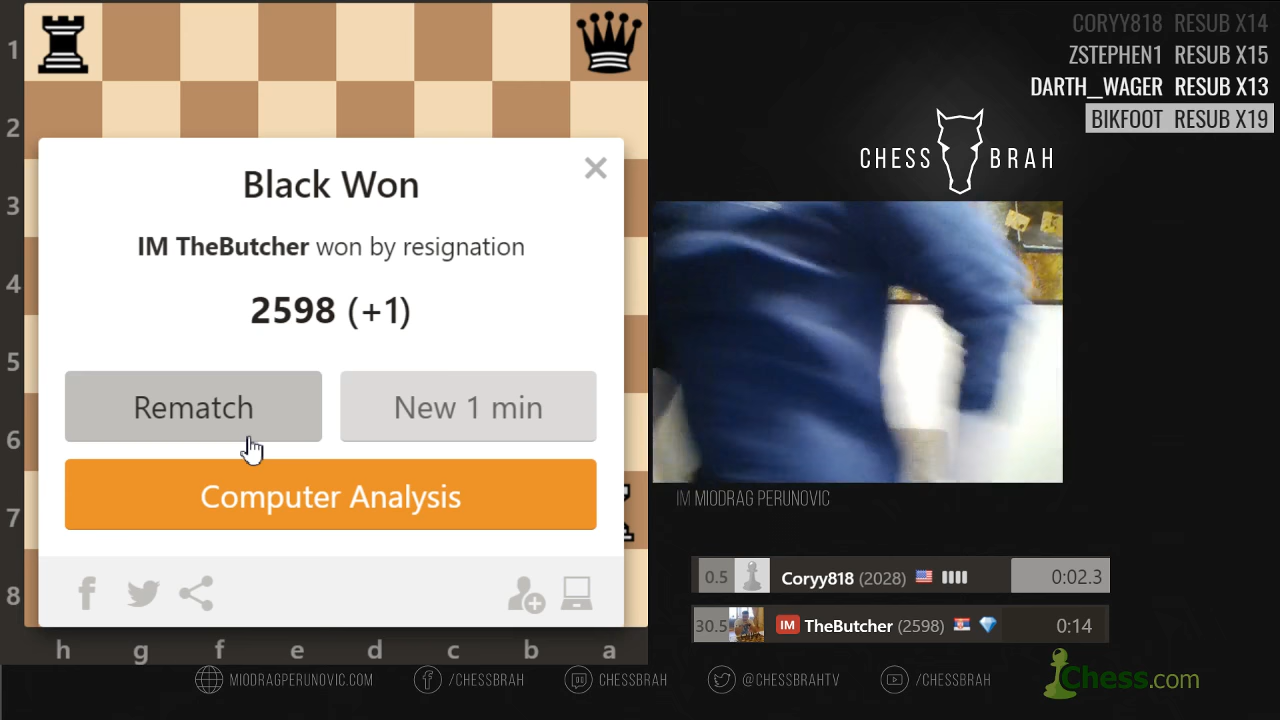 1
2
3
4
5
6
7
8
h g f e d c b a
Black Won
IM TheButcher won by resignation
2598 (+1)
Rematch
New 1 min
Computer Analysis
CORYY818 RESUB X14
ZSTEPHEN1 RESUB X15
DARTH__WAGER RESUB X13
BIKFOOT RESUB X19
CHESS BRAH
IM MIODRAG PERUNOVIC
0.5 Coryy818 (2028) 0:02.3
30.5 IM TheButcher (2598) 0:14
MIODRAGPERUNOVIC.COM /CHESSBRAH CHESSBRAH @CHESSBRAHTV /CHESSBRAH
Chess.com